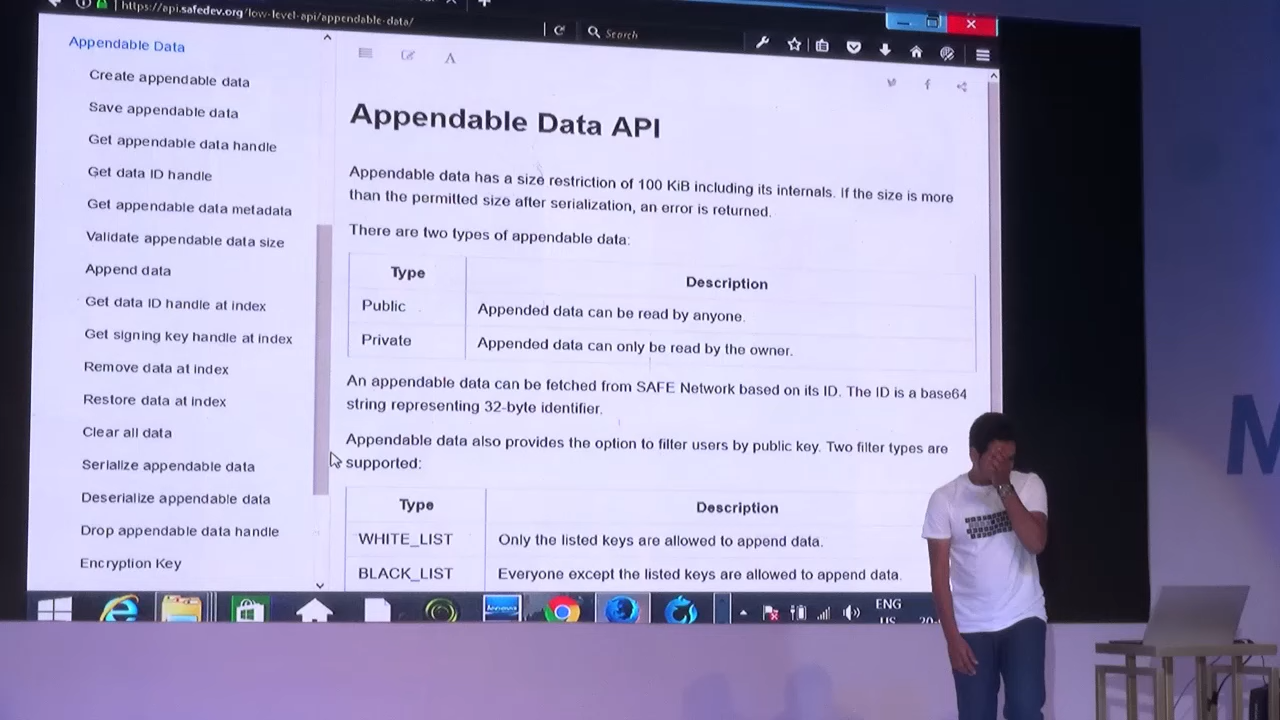 https://api.safedev.org/low-level-api/appendable-data/
Search
Appendable Data
Create appendable data
Save appendable data
Get appendable data handle
Get data ID handle
Get appendable data metadata
Validate appendable data size
Append data
Get data ID handle at index
Get signing key handle at index
Remove data at index
Restore data at index
Clear all data
Serialize appendable data
Deserialize appendable data
Drop appendable data handle
Encryption Key
A
Appendable Data API
Appendable data has a size restriction of 100 KiB including its internals. If the size is more
than the permitted size after serialization, an error is returned.
There are two types of appendable data:
Type Description
Public Appended data can be read by anyone.
Private Appended data can only be read by the owner.
An appendable data can be fetched from SAFE Network based on its ID. The ID is a base64
string representing 32-byte identifier.
Appendable data also provides the option to filter users by public key. Two filter types are
supported:
Type Description
WHITE_LIST Only the listed keys are allowed to append data.
BLACK_LIST Everyone except the listed keys are allowed to append data.
ENG
US
M